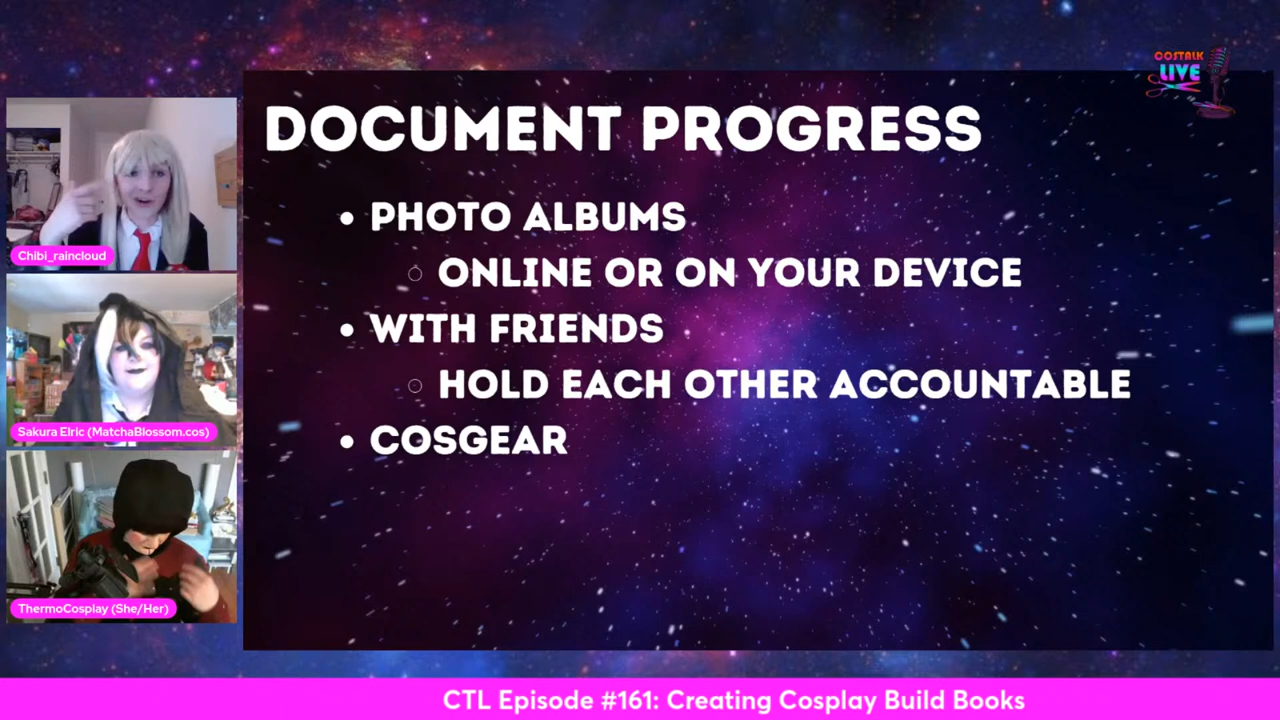 COSTALK
LIVE
DOCUMENT PROGRESS
• PHOTO ALBUMS
○ ONLINE OR ON YOUR DEVICE
• WITH FRIENDS
○ HOLD EACH OTHER ACCOUNTABLE
• COSGEAR
Chibi_raincloud
Sakura Elric (MatchaBlossom.cos)
ThermoCosplay (She/Her)
CTL Episode #161: Creating Cosplay Build Books